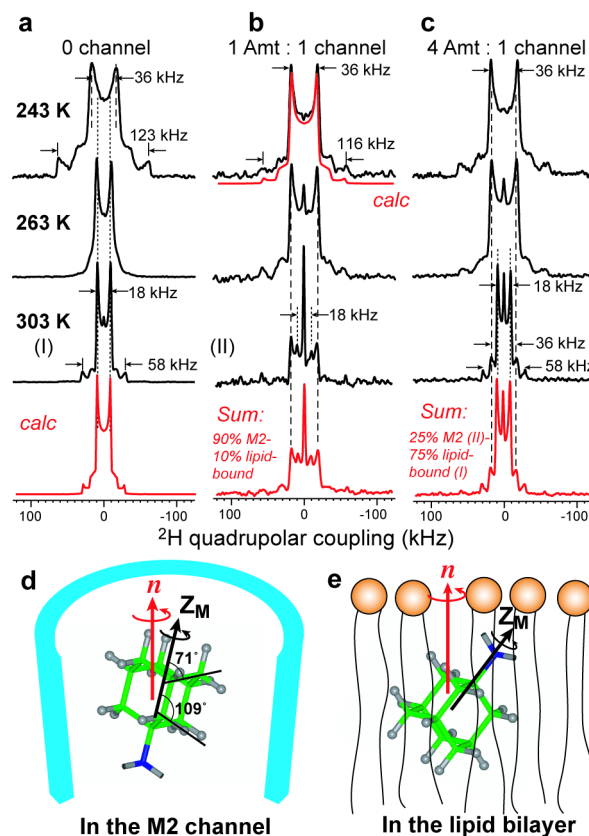 a
0 channel
36 kHz
243 K
123 kHz
263 K
18 kHz
303 K
(I)
58 kHz
calc
b
1 Amt : 1 channel
36 kHz
116 kHz
calc
18 kHz
(II)
Sum:
90% M2-
10% lipid-
bound
c
4 Amt : 1 channel
36 kHz
18 kHz
36 kHz
58 kHz
Sum:
25% M2 (II)-
75% lipid-
bound (I)
100 0 100 0 100 0 -100
²H quadrupolar coupling (kHz)
d
n
Z_M
71°
109°
In the M2 channel
e
n
Z_M
In the lipid bilayer